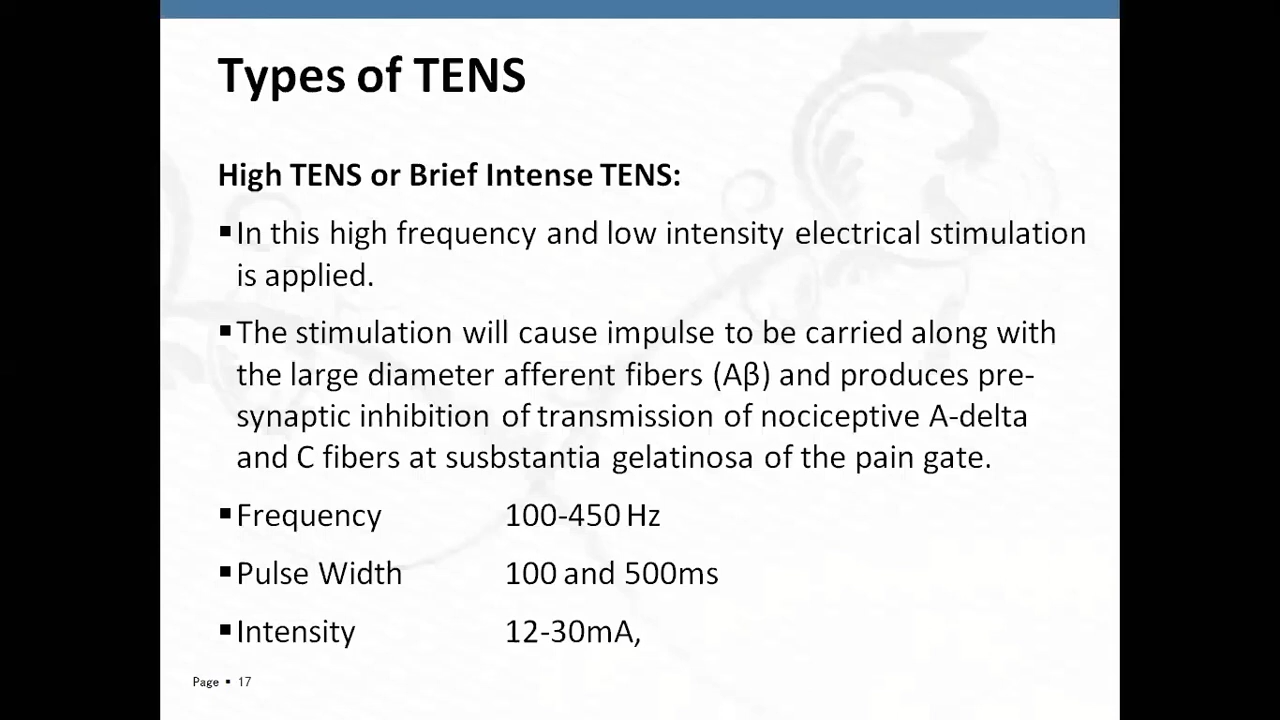 Types of TENS
High TENS or Brief Intense TENS:
▪In this high frequency and low intensity electrical stimulation
is applied.
▪The stimulation will cause impulse to be carried along with
the large diameter afferent fibers (Aβ) and produces pre-
synaptic inhibition of transmission of nociceptive A-delta
and C fibers at susbstantia gelatinosa of the pain gate.
▪Frequency 100-450 Hz
▪Pulse Width 100 and 500ms
▪Intensity 12-30mA,
Page ▪ 17